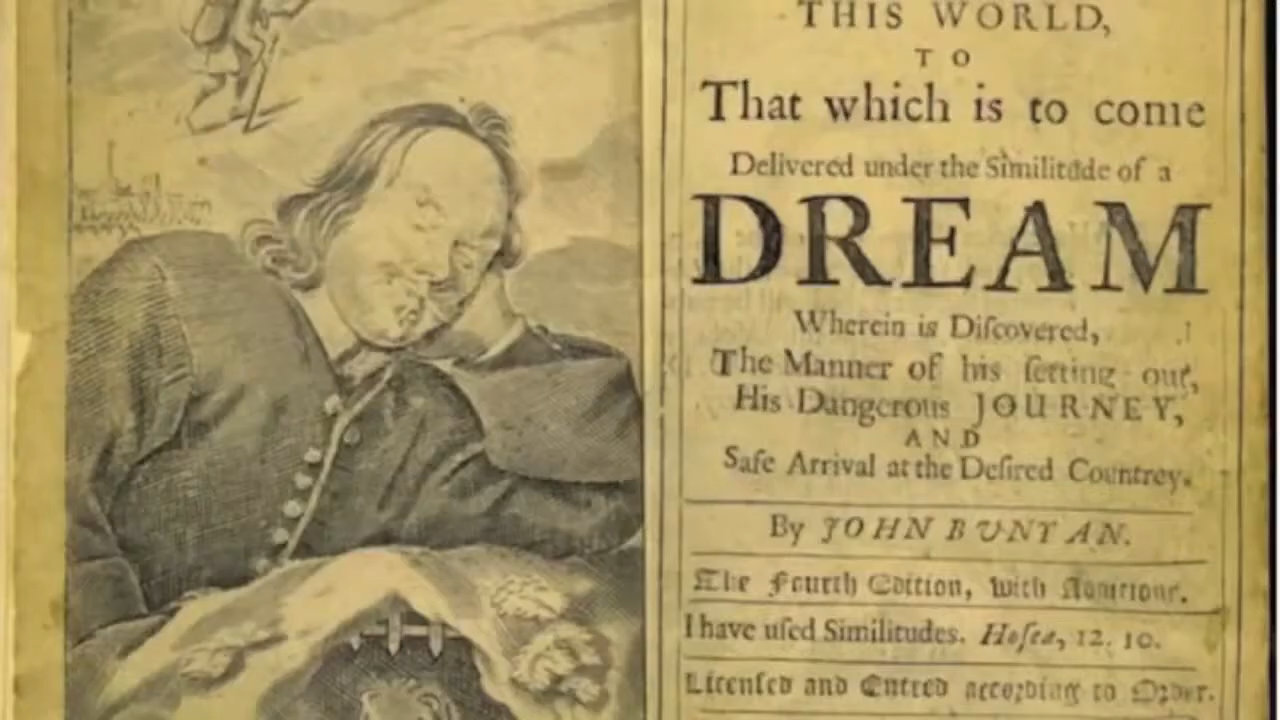 THIS WORLD,
TO
That which is to come
Delivered under the Similitude of a
DREAM
Wherein is Diſcovered,
The Manner of his ſetting out,
His Dangerous JOURNEY,
AND
Safe Arrival at the Deſired Countrey.
By JOHN BUNYAN.
The Fourth Edition, with Additions.
I have uſed Similitudes. Hoſea, 12. 10.
Licenſed and Entred according to Order.